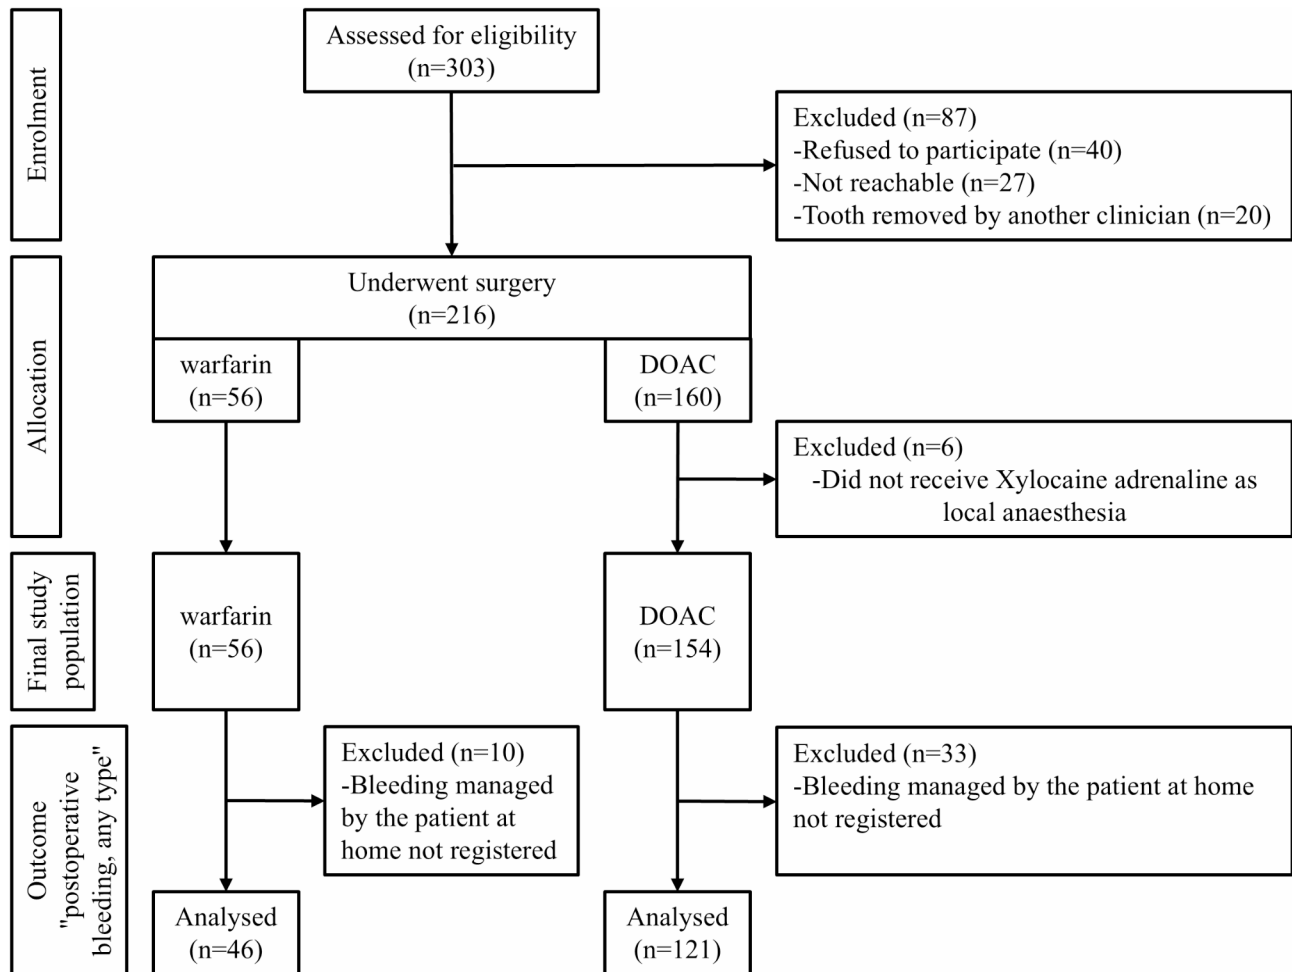 Enrolment
Assessed for eligibility
(n=303)
Excluded (n=87)
-Refused to participate (n=40)
-Not reachable (n=27)
-Tooth removed by another clinician (n=20)
Allocation
Underwent surgery
(n=216)
warfarin
(n=56)
DOAC
(n=160)
Excluded (n=6)
-Did not receive Xylocaine adrenaline as
local anaesthesia
Final study
population
warfarin
(n=56)
DOAC
(n=154)
Outcome
"postoperative
bleeding, any type"
Excluded (n=10)
-Bleeding managed
by the patient at
home not registered
Excluded (n=33)
-Bleeding managed by the patient at home
not registered
Analysed
(n=46)
Analysed
(n=121)